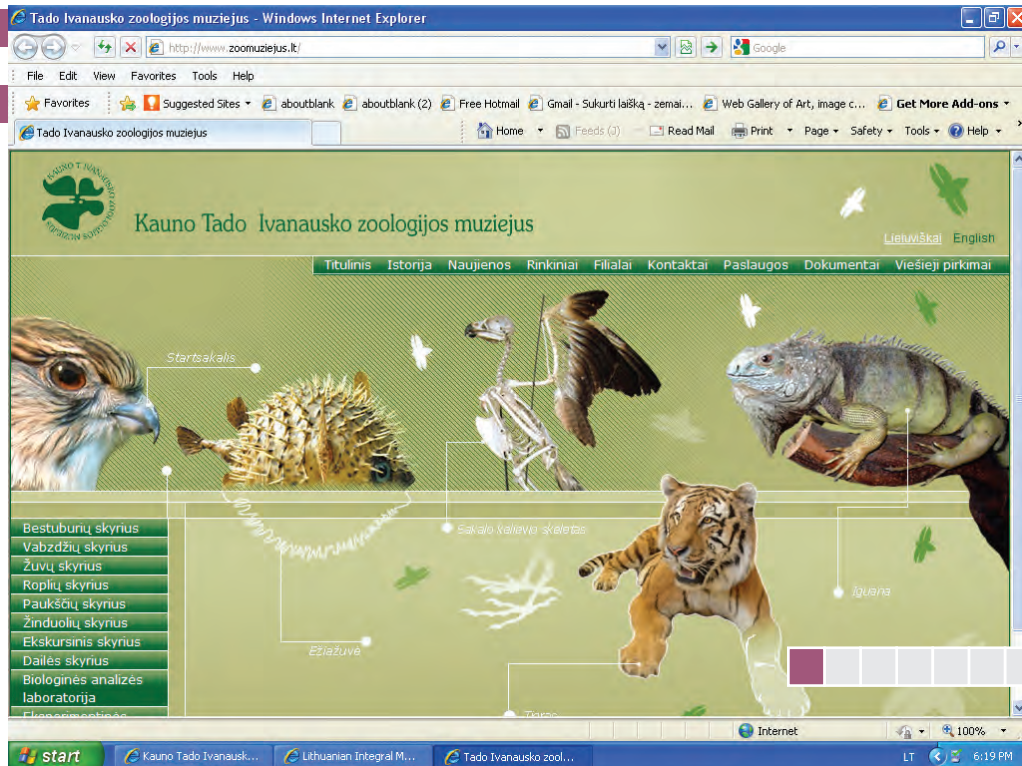 Tado Ivanausko zoologijos muziejus - Windows Internet Explorer
http://www.zoomuziejus.lt/
Google
File Edit View Favorites Tools Help
Favorites Suggested Sites aboutblank aboutblank (2) Free Hotmail Gmail - Sukurti laišką - zemai... Web Gallery of Art, image c... Get More Add-ons
Tado Ivanausko zoologijos muziejus
Home Feeds (J) Read Mail Print Page Safety Tools Help
Kauno Tado Ivanausko zoologijos muziejus
Lietuviškai English
Titulinis Istorija Naujienos Rinkiniai Filialai Kontaktai Paslaugos Dokumentai Viešieji pirkimai
Startsakalis
Sakalo keleivio skeletas
Iguana
Ežiažuvė
Tigras
Bestuburių skyrius
Vabzdžių skyrius
Žuvų skyrius
Roplių skyrius
Paukščių skyrius
Žinduolių skyrius
Ekskursinis skyrius
Dailės skyrius
Biologinės analizės
laboratorija
Eksperimentinės
Internet
100%
start
Kauno Tado Ivanausk...
Lithuanian Integral M...
Tado Ivanausko zool...
LT
6:19 PM